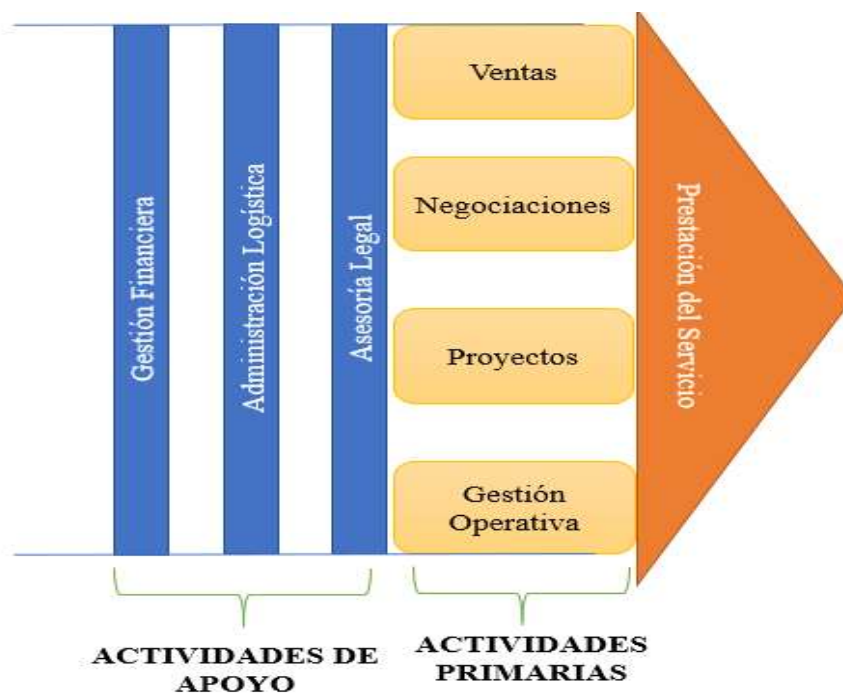 Gestión Financiera
Administración Logística
Asesoría Legal
Ventas
Negociaciones
Proyectos
Gestión
Operativa
Prestación del Servicio
ACTIVIDADES DE
APOYO
ACTIVIDADES
PRIMARIAS